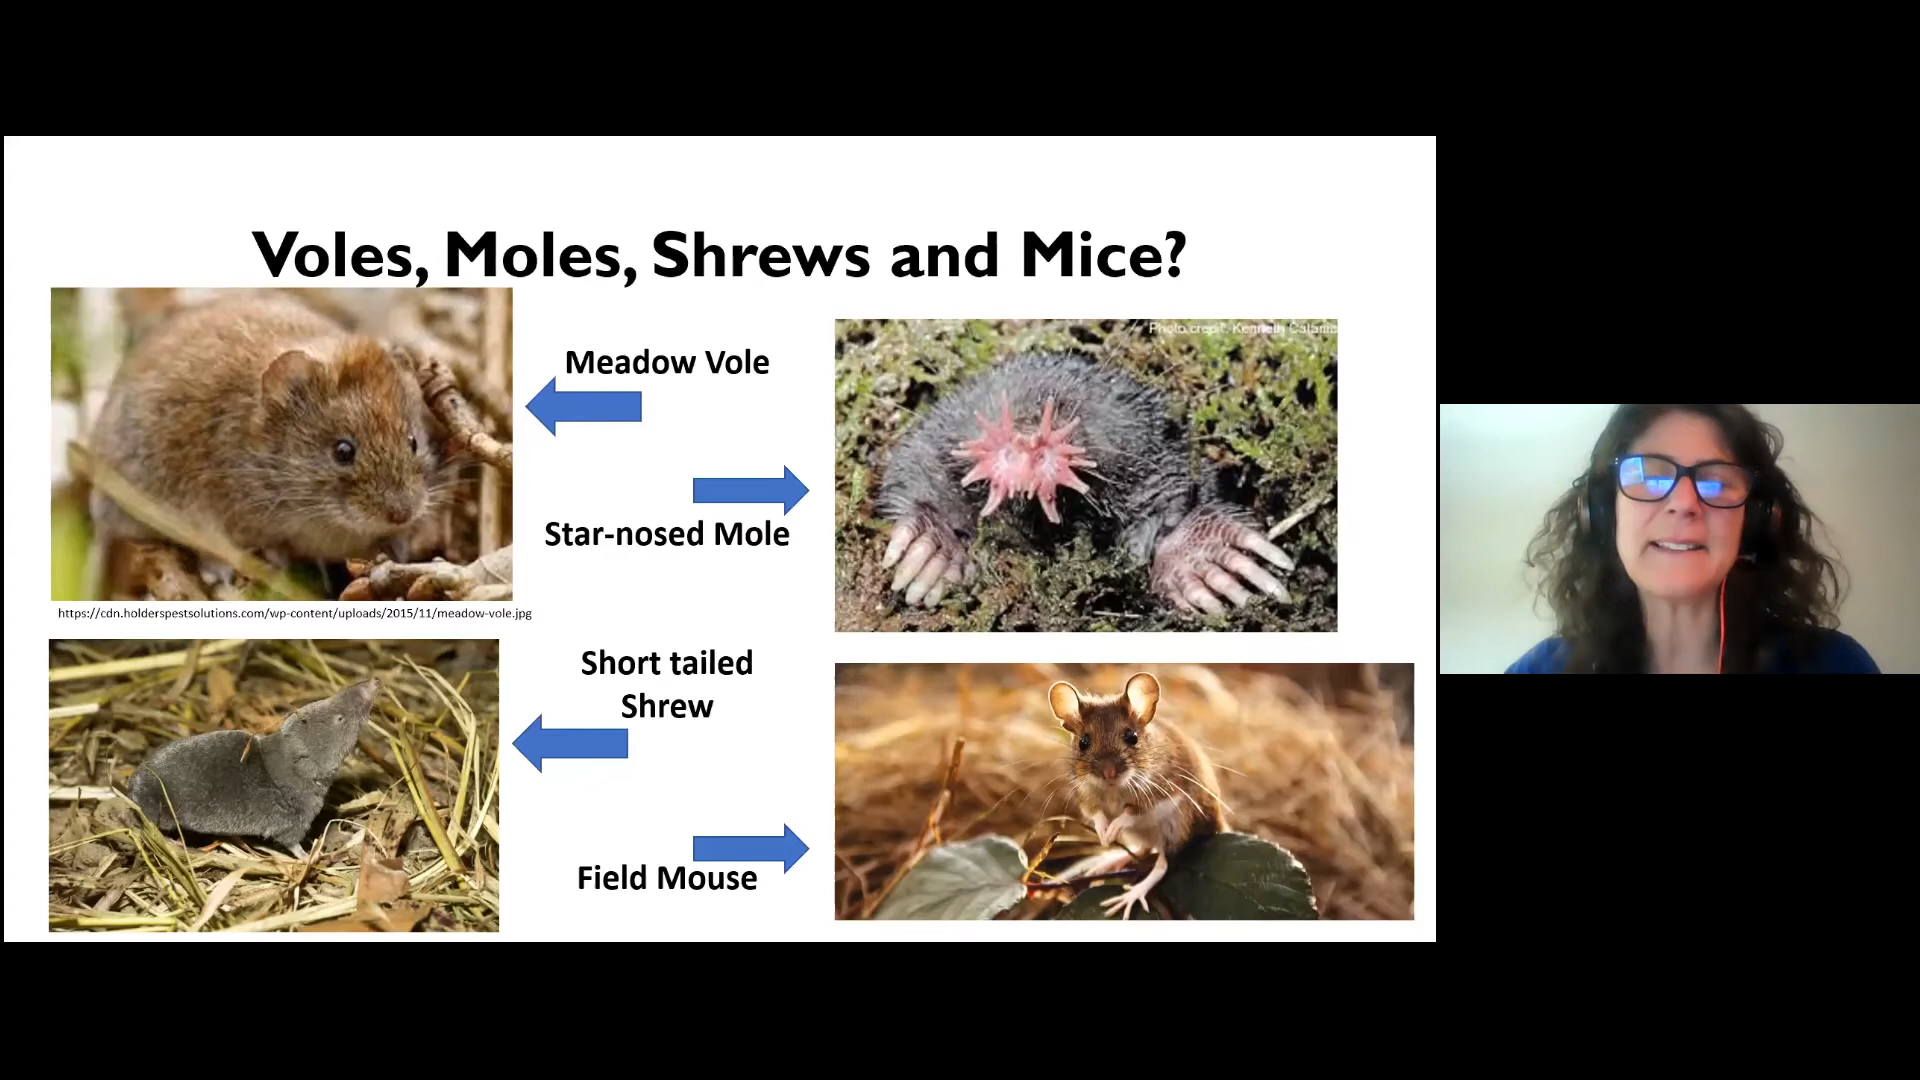 Voles, Moles, Shrews and Mice?
Photo credit: Kenneth Catania
Meadow Vole
Star-nosed Mole
https://cdn.holderspestsolutions.com/wp-content/uploads/2015/11/meadow-vole.jpg
Short tailed
Shrew
Field Mouse